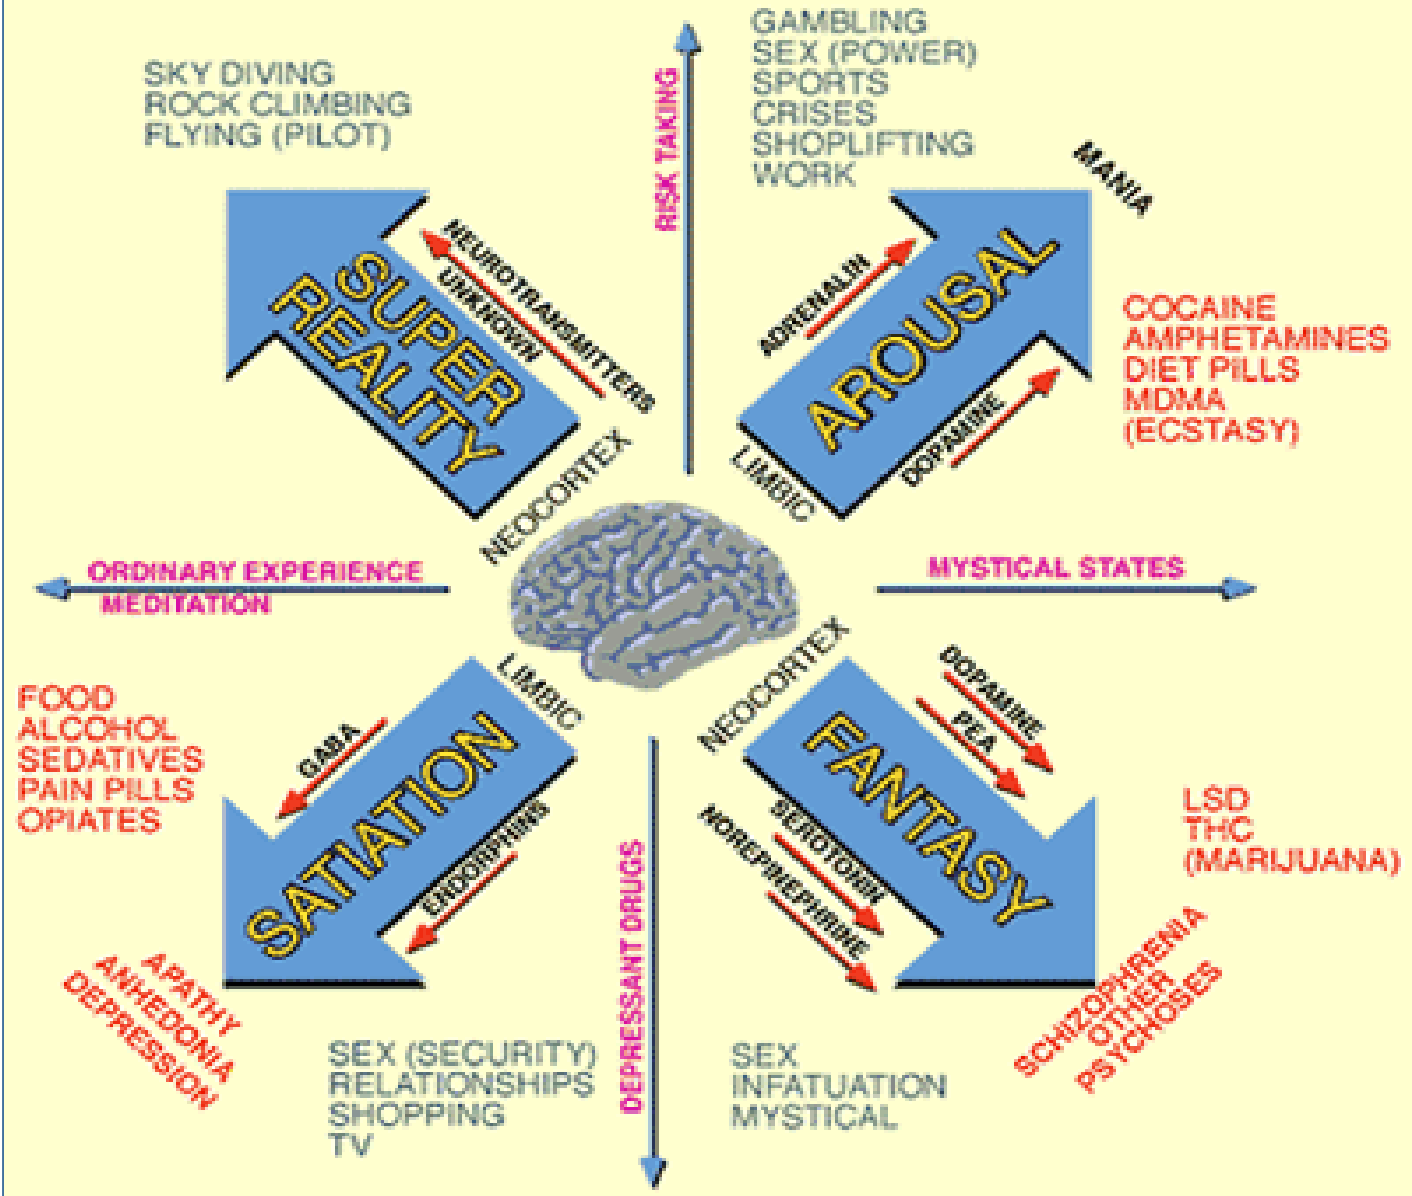 SKY DIVING
ROCK CLIMBING
FLYING (PILOT)
RISK TAKING
GAMBLING
SEX (POWER)
SPORTS
CRISES
SHOPLIFTING
WORK
MANIA
SUPER
REALITY
NEUROTRANSMITTERS
UNKNOWN
NEOCORTEX
ADRENALIN
AROUSAL
DOPAMINE
LIMBIC
COCAINE
AMPHETAMINES
DIET PILLS
MDMA
(ECSTASY)
ORDINARY EXPERIENCE
MEDITATION
MYSTICAL STATES
FOOD
ALCOHOL
SEDATIVES
PAIN PILLS
OPIATES
LIMBIC
GABA
SATIATION
ENDORPHINS
APATHY
ANHEDONIA
DEPRESSION
SEX (SECURITY)
RELATIONSHIPS
SHOPPING
TV
DEPRESSANT DRUGS
NEOCORTEX
DOPAMINE
PEA
FANTASY
SEROTONIN
NOREPINEPHRINE
LSD
THC
(MARIJUANA)
SCHIZOPHRENIA
OTHER
PSYCHOSES
SEX
INFATUATION
MYSTICAL